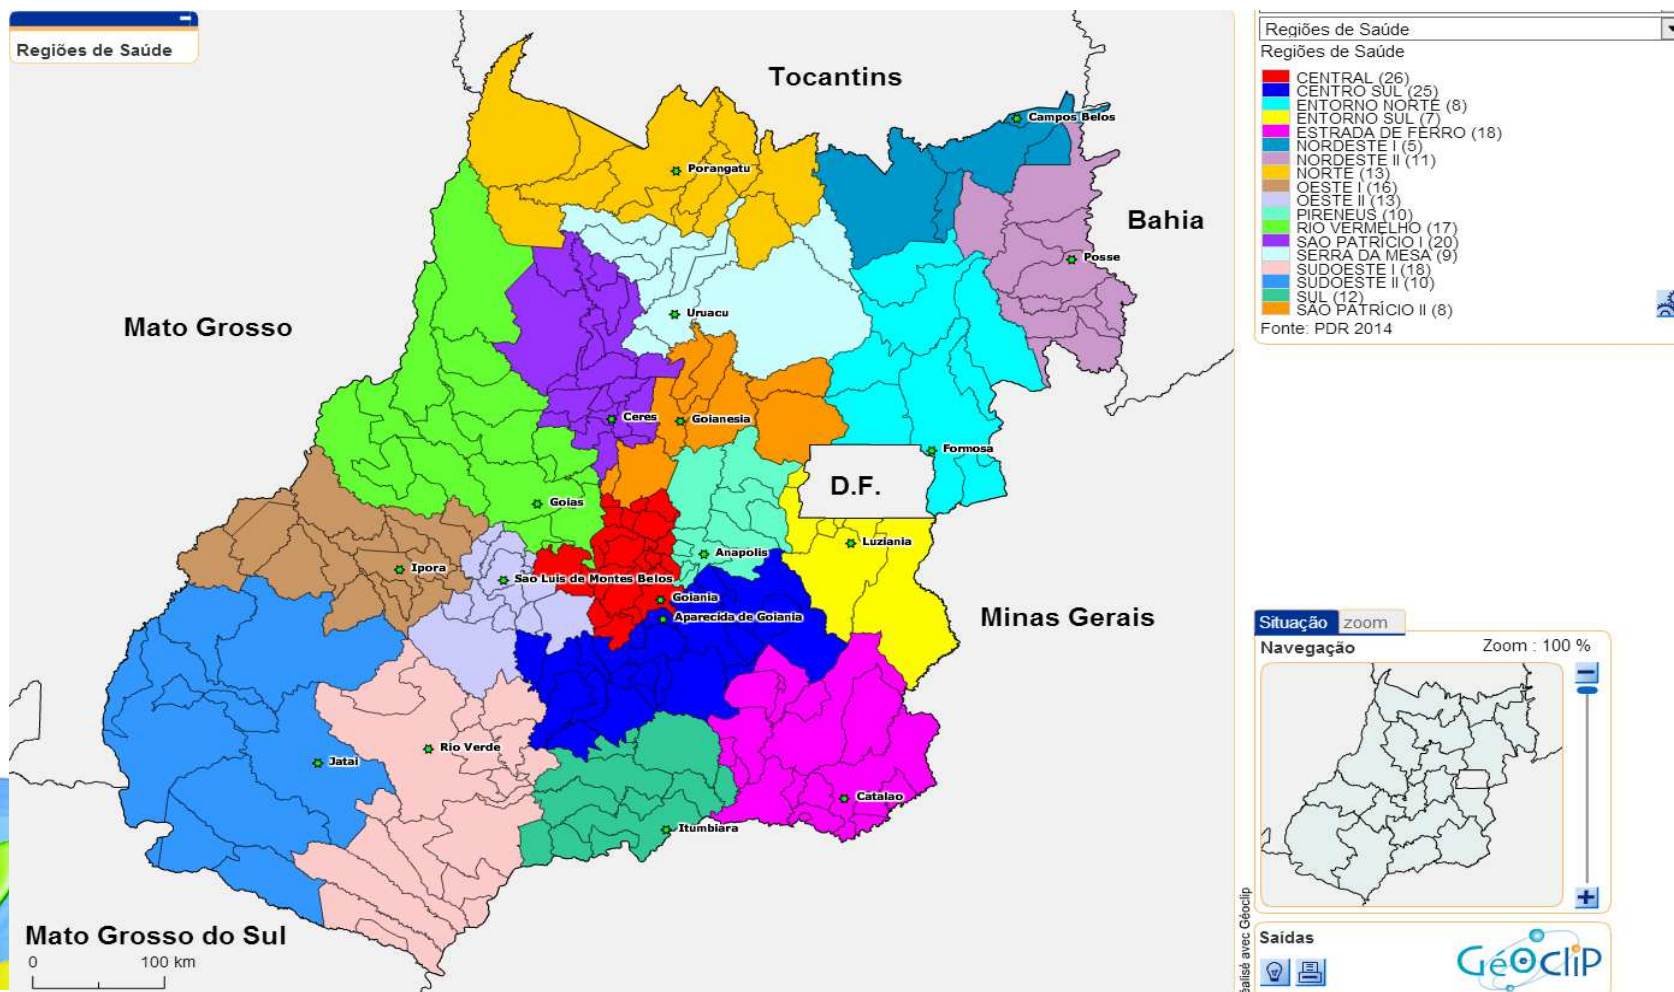 Regiões de Saúde
Tocantins
Campos Belos
Porangatu
Bahia
Posse
Mato Grosso
Uruacu
Ceres
Goianesia
Formosa
D.F.
Goias
Luziania
Anapolis
Ipora
Sao Luis de Montes Belos
Goiania
Aparecida de Goiania
Minas Gerais
Rio Verde
Jatai
Catalao
Itumbiara
Mato Grosso do Sul
0 100 km
Regiões de Saúde
Regiões de Saúde
CENTRAL (26)
CENTRO SUL (25)
ENTORNO NORTE (8)
ENTORNO SUL (7)
ESTRADA DE FERRO (18)
NORDESTE I (5)
NORDESTE II (11)
NORTE (13)
OESTE I (16)
OESTE II (13)
PIRENEUS (10)
RIO VERMELHO (17)
SAO PATRÍCIO I (20)
SERRA DA MESA (9)
SUDOESTE I (18)
SUDOESTE II (10)
SUL (12)
SAO PATRÍCIO II (8)
Fonte: PDR 2014
Situação zoom
Navegação Zoom : 100 %
Saídas
GéOcliP
éalisé avec Géoclip